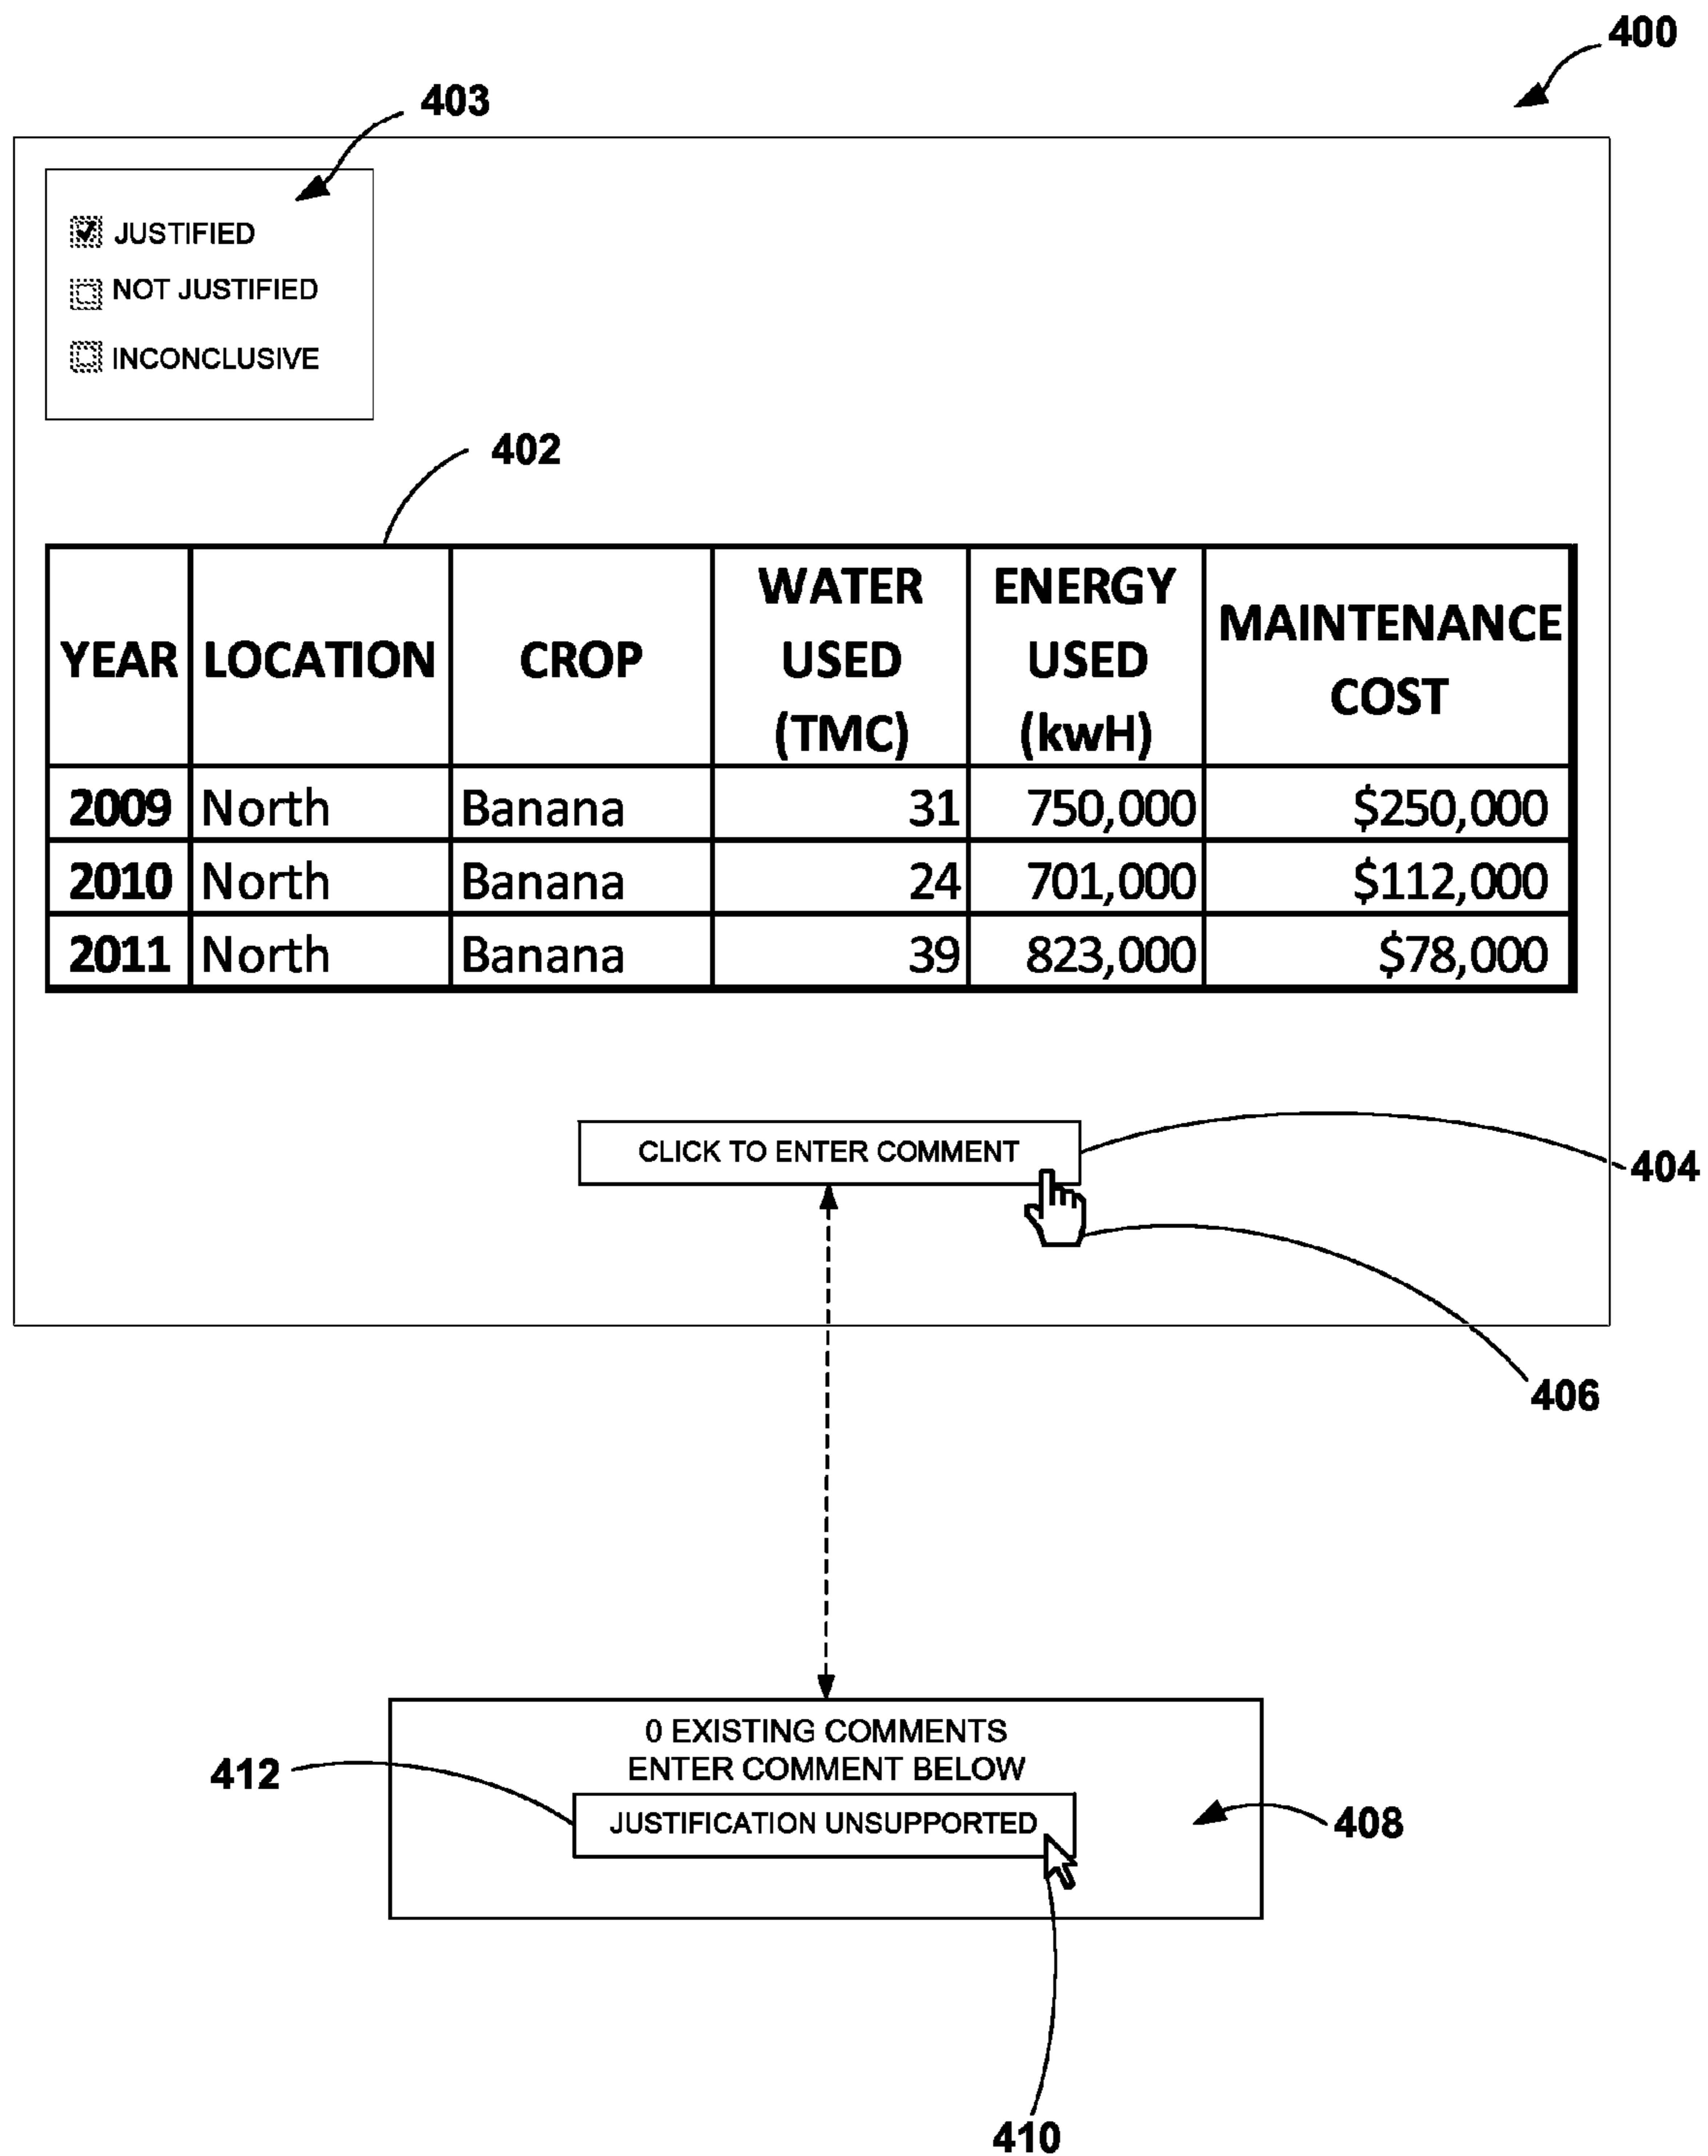 400
403
JUSTIFIED
NOT JUSTIFIED
INCONCLUSIVE
402
YEAR LOCATION CROP WATER USED (TMC) ENERGY USED (kwH) MAINTENANCE COST
2009 North Banana 31 750,000 $250,000
2010 North Banana 24 701,000 $112,000
2011 North Banana 39 823,000 $78,000
CLICK TO ENTER COMMENT
404
406
0 EXISTING COMMENTS
ENTER COMMENT BELOW
412
JUSTIFICATION UNSUPPORTED
408
410